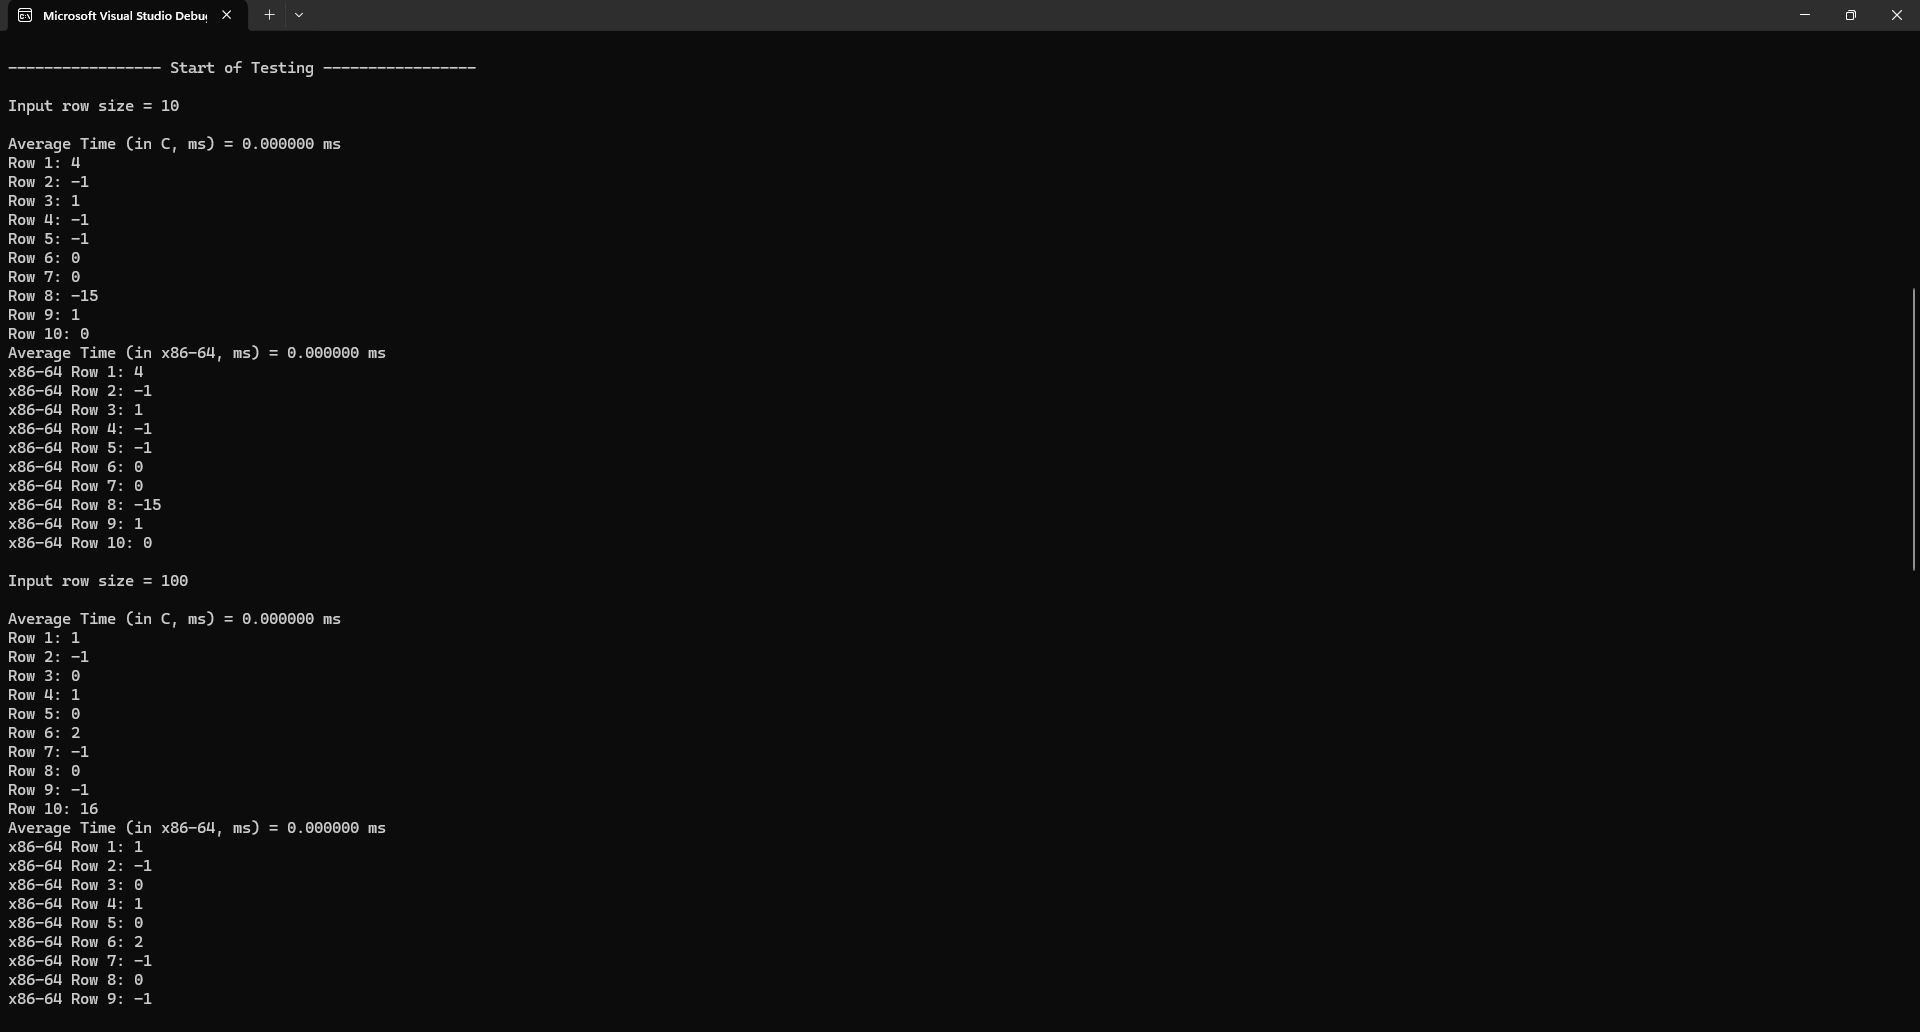 Microsoft Visual Studio Debu
----------------- Start of Testing -----------------
Input row size = 10
Average Time (in C, ms) = 0.000000 ms
Row 1: 4
Row 2: -1
Row 3: 1
Row 4: -1
Row 5: -1
Row 6: 0
Row 7: 0
Row 8: -15
Row 9: 1
Row 10: 0
Average Time (in x86-64, ms) = 0.000000 ms
x86-64 Row 1: 4
x86-64 Row 2: -1
x86-64 Row 3: 1
x86-64 Row 4: -1
x86-64 Row 5: -1
x86-64 Row 6: 0
x86-64 Row 7: 0
x86-64 Row 8: -15
x86-64 Row 9: 1
x86-64 Row 10: 0
Input row size = 100
Average Time (in C, ms) = 0.000000 ms
Row 1: 1
Row 2: -1
Row 3: 0
Row 4: 1
Row 5: 0
Row 6: 2
Row 7: -1
Row 8: 0
Row 9: -1
Row 10: 16
Average Time (in x86-64, ms) = 0.000000 ms
x86-64 Row 1: 1
x86-64 Row 2: -1
x86-64 Row 3: 0
x86-64 Row 4: 1
x86-64 Row 5: 0
x86-64 Row 6: 2
x86-64 Row 7: -1
x86-64 Row 8: 0
x86-64 Row 9: -1